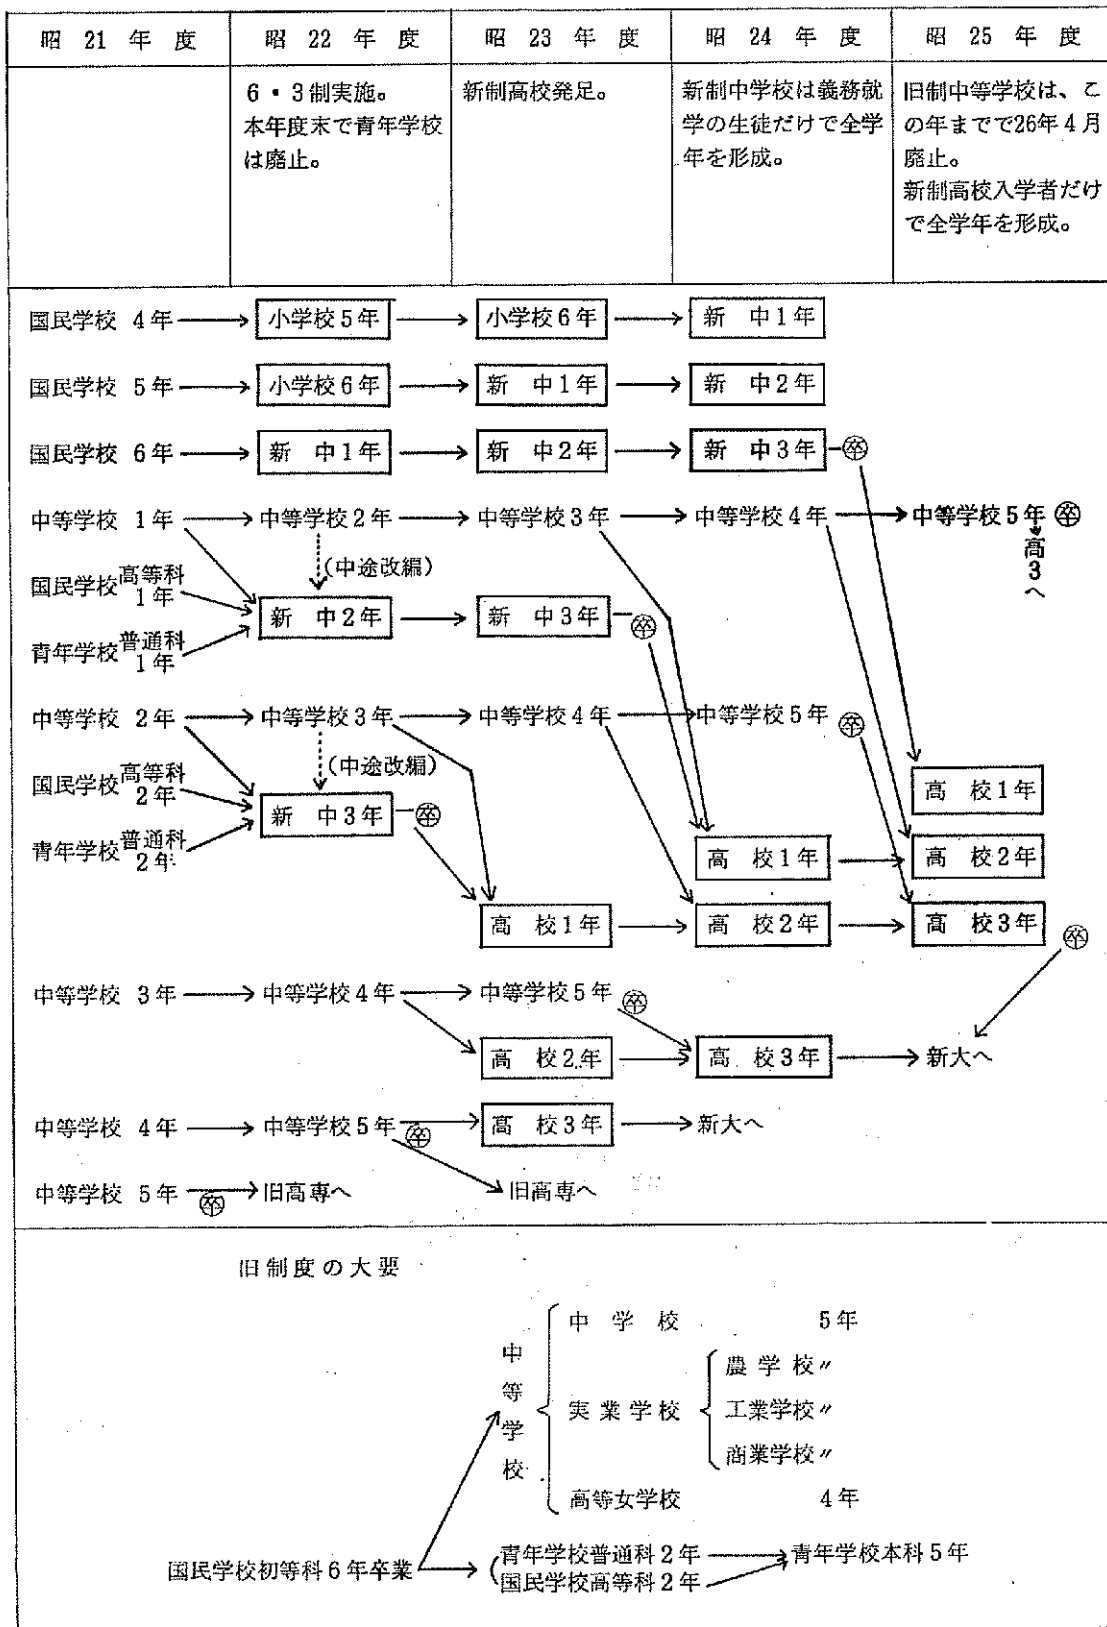 昭 21 年 度
昭 22 年 度
昭 23 年 度
昭 24 年 度
昭 25 年 度
6・3制実施。
本年度末で青年学校
は廃止。
新制高校発足。
新制中学校は義務就
学の生徒だけで全学
年を形成。
旧制中等学校は、こ
の年までで26年4月
廃止。
新制高校入学者だけ
で全学年を形成。
国民学校 4年 小学校5年 小学校6年 新 中1年
国民学校 5年 小学校6年 新 中1年 新 中2年
国民学校 6年 新 中1年 新 中2年 新 中3年 卒
中等学校 1年 中等学校2年 中等学校3年 中等学校4年 中等学校5年 卒
高3へ
(中途改編)
国民学校高等科1年
新 中2年 新 中3年 卒
青年学校普通科1年
中等学校 2年 中等学校3年 中等学校4年 中等学校5年 卒
(中途改編)
国民学校高等科2年
高 校1年
新 中3年 卒
青年学校普通科2年
高 校1年 高 校2年
高 校1年 高 校2年 高 校3年 卒
中等学校 3年 中等学校4年 中等学校5年 卒
高 校2年 高 校3年 新大へ
中等学校 4年 中等学校5年 卒 高 校3年 新大へ
中等学校 5年 卒 旧高専へ 旧高専へ
旧制度の大要
中等学校
中学校 5年
実業学校
農学校〃
工業学校〃
商業学校〃
高等女学校 4年
国民学校初等科6年卒業
青年学校普通科2年 青年学校本科5年
国民学校高等科2年